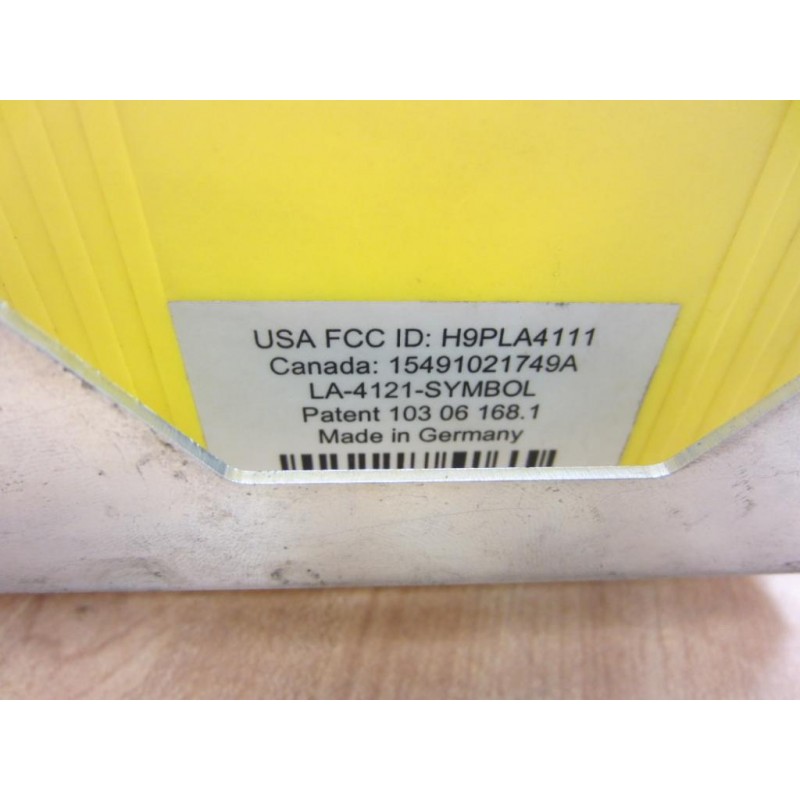 USA FCC ID: H9PLA4111
Canada: 15491021749A
LA-4121-SYMBOL
Patent 103 06 168.1
Made in Germany